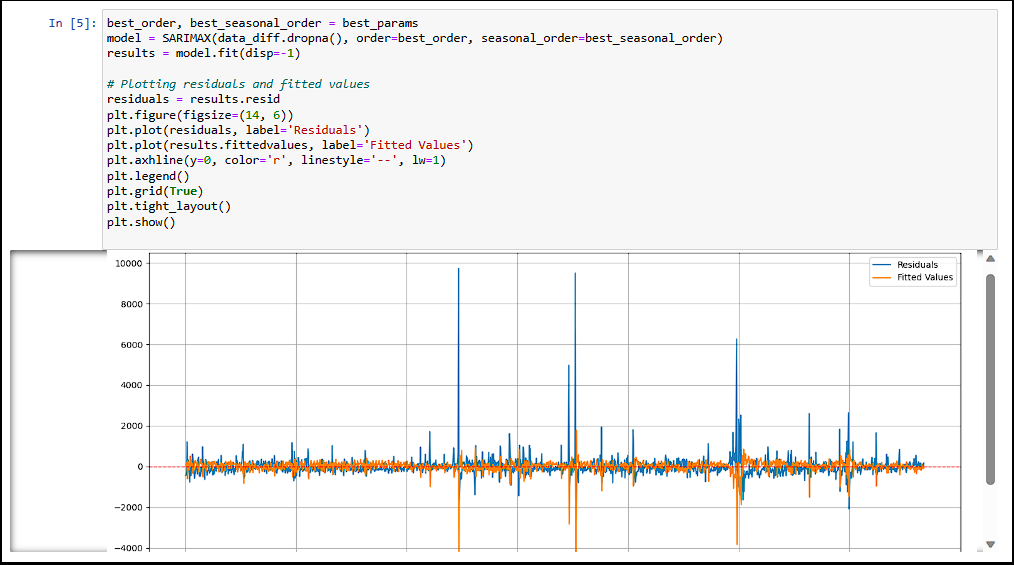 In [5]:
best_order, best_seasonal_order = best_params
model = SARIMAX(data_diff.dropna(), order=best_order, seasonal_order=best_seasonal_order)
results = model.fit(disp=-1)
# Plotting residuals and fitted values
residuals = results.resid
plt.figure(figsize=(14, 6))
plt.plot(residuals, label='Residuals')
plt.plot(results.fittedvalues, label='Fitted Values')
plt.axhline(y=0, color='r', linestyle='--', lw=1)
plt.legend()
plt.grid(True)
plt.tight_layout()
plt.show()
10000
8000
6000
4000
2000
0
−2000
−4000
Residuals
Fitted Values